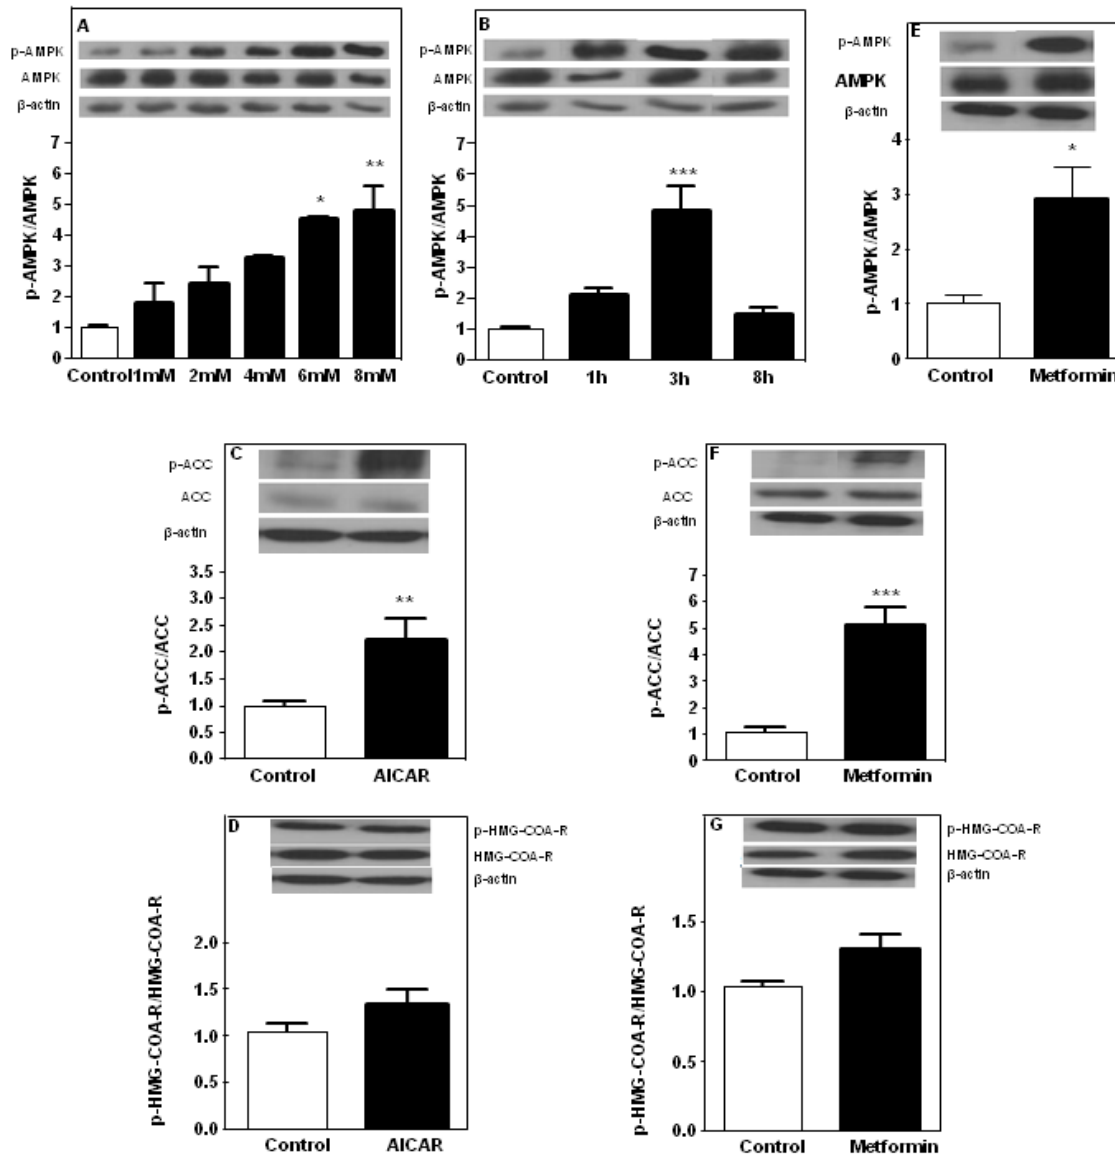 A
p-AMPK
AMPK
β-actin
p-AMPK/AMPK
7
6
5
4
3
2
1
0
*
**
Control 1mM 2mM 4mM 6mM 8mM
B
p-AMPK
AMPK
β-actin
p-AMPK/AMPK
7
6
5
4
3
2
1
0
***
Control 1h 3h 8h
E
p-AMPK
AMPK
β-actin
p-AMPK/AMPK
4
3
2
1
0
*
Control Metformin
C
p-ACC
ACC
β-actin
p-ACC/ACC
3.5
3.0
2.5
2.0
1.5
1.0
0.5
0.0
**
Control AICAR
F
p-ACC
ACC
β-actin
p-ACC/ACC
7
6
5
4
3
2
1
0
***
Control Metformin
D
p-HMG-COA-R
HMG-COA-R
β-actin
p-HMG-COA-R/HMG-COA-R
2.0
1.5
1.0
0.5
0.0
Control AICAR
G
p-HMG-COA-R
HMG-COA-R
β-actin
p-HMG-COA-R/HMG-COA-R
1.5
1.0
0.5
0.0
Control Metformin